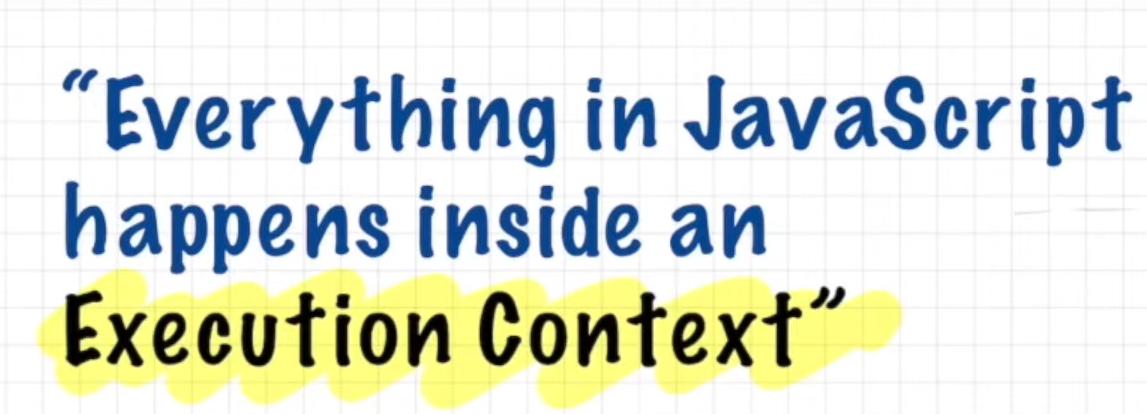 “Everything in JavaScript
happens inside an
Execution Context”